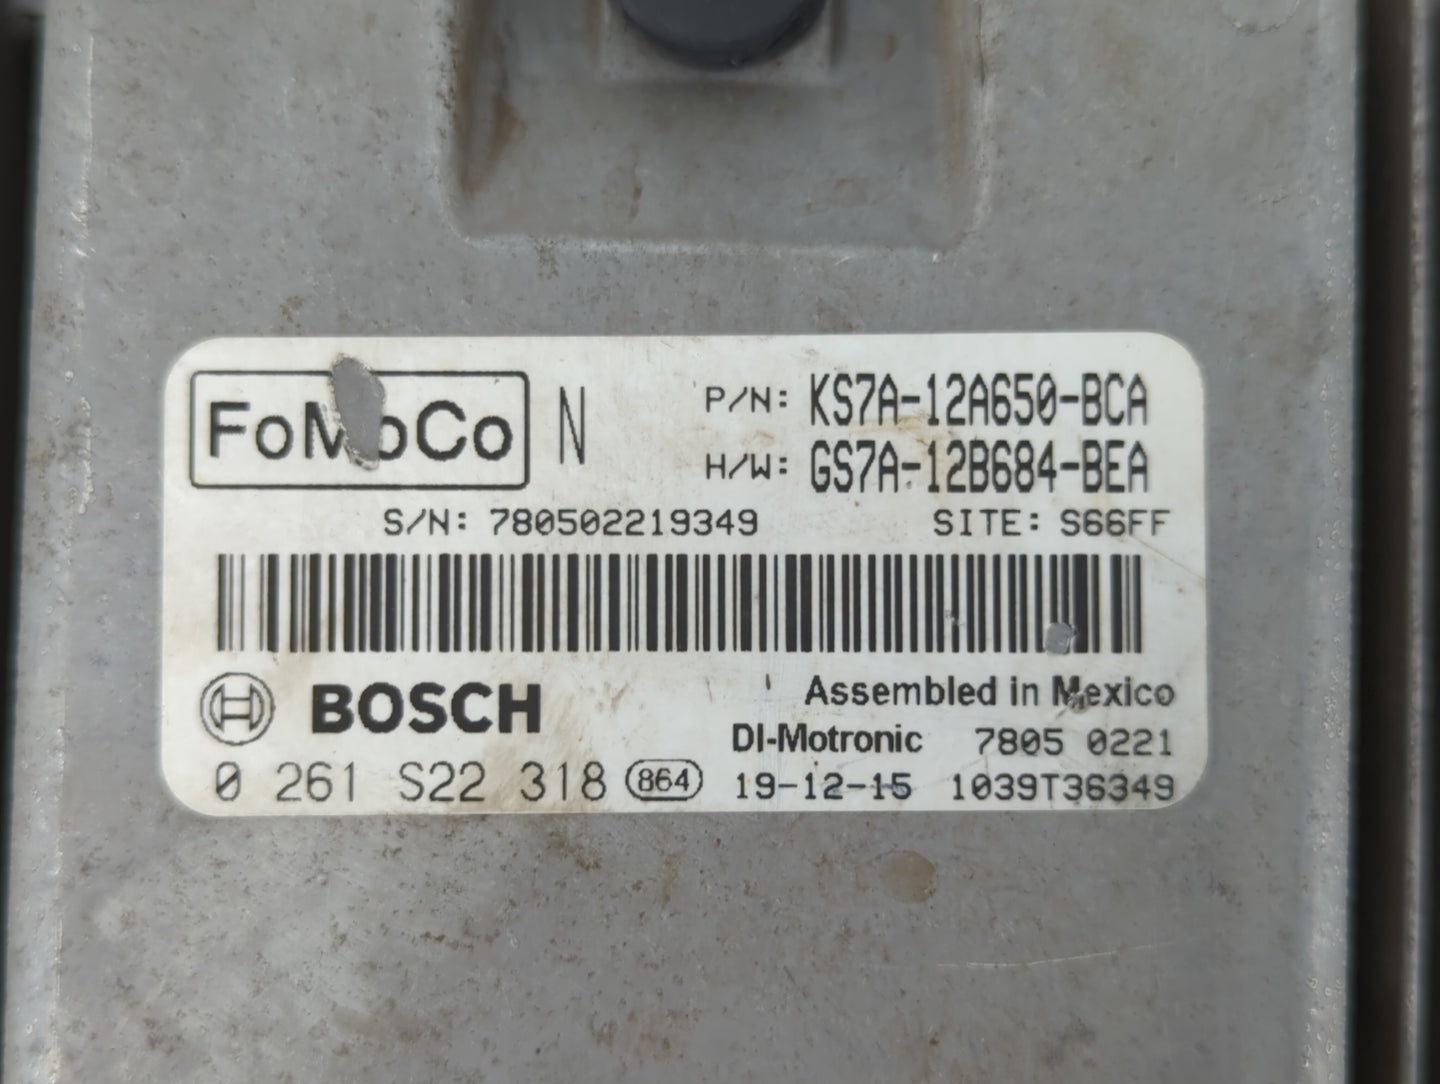 FoMoCo N P/N: KS7A-12A650-BCA
H/W: GS7A-12B684-BEA
S/N: 780502219349 SITE: S66FF
BOSCH Assembled in Mexico
DI-Motronic 7805 0221
0 261 S22 318 864 19-12-15 1039T36349